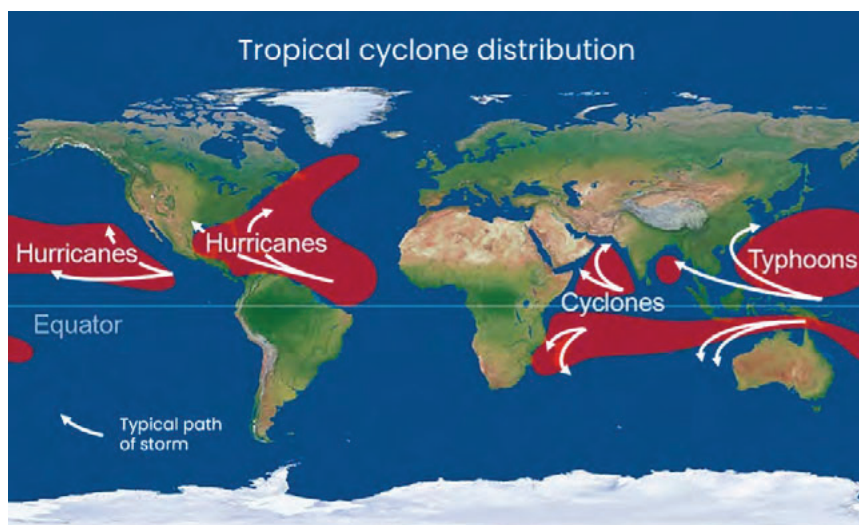 Tropical cyclone distribution
Hurricanes
Hurricanes
Typhoons
Cyclones
Equator
Typical path
of storm